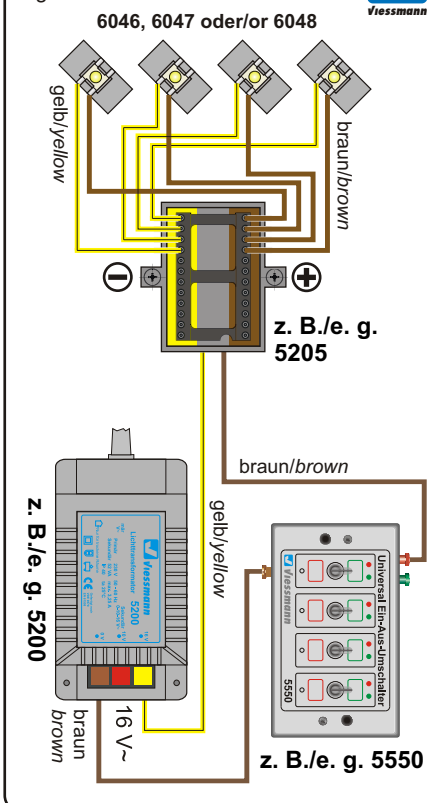 viessmann
6046, 6047 oder/or 6048
gelb/yellow
braun/brown
z. B./e. g.
5205
braun/brown
gelb/yellow
z. B./e. g. 5200
viessmann
Lichttransformator 5200
16 V~
braun
brown
Universal Ein-Aus-Umschalter
viessmann
5550
z. B./e. g. 5550